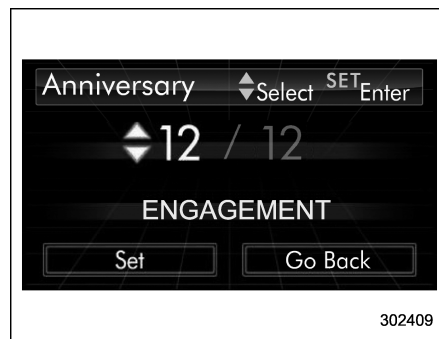 Anniversary Select SET Enter
12 / 12
ENGAGEMENT
Set Go Back
302409